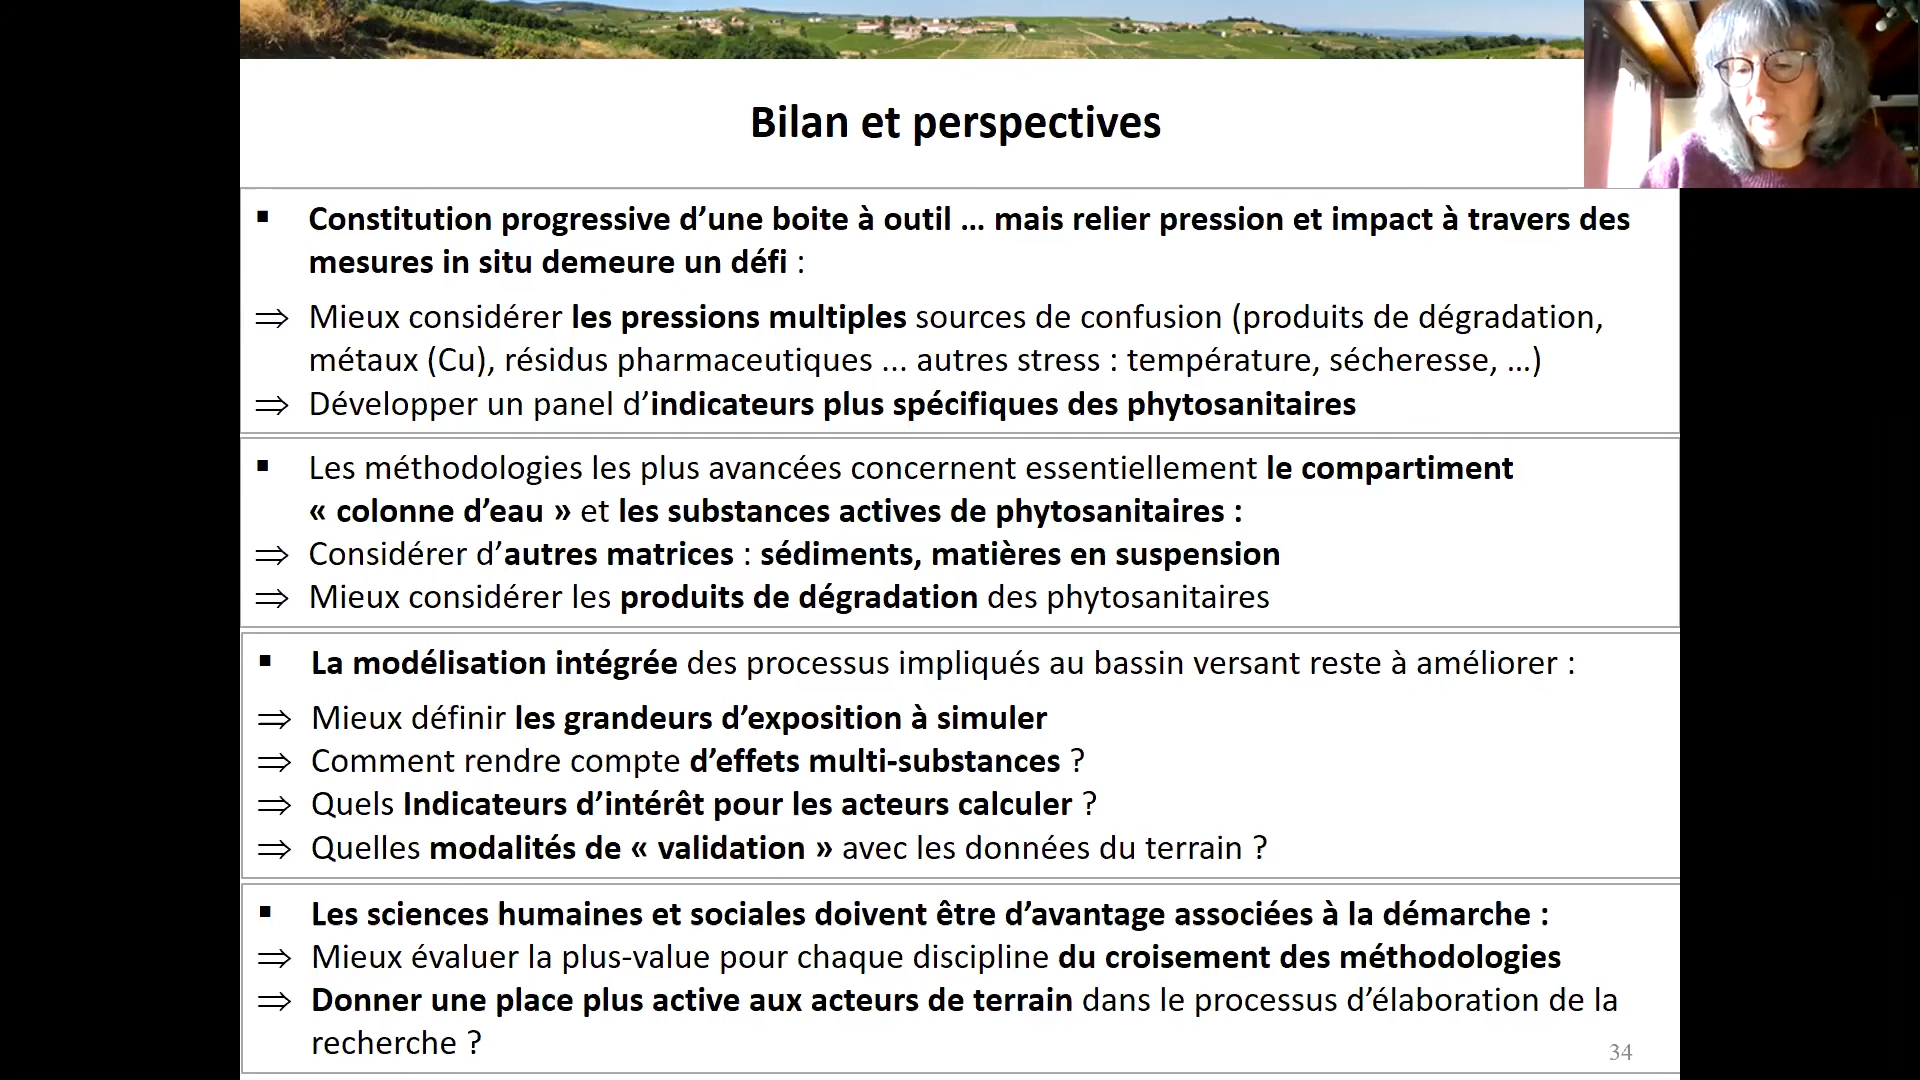 Bilan et perspectives
▪ Constitution progressive d’une boite à outil … mais relier pression et impact à travers des
mesures in situ demeure un défi :
⇒ Mieux considérer les pressions multiples sources de confusion (produits de dégradation,
métaux (Cu), résidus pharmaceutiques ... autres stress : température, sécheresse, …)
⇒ Développer un panel d’indicateurs plus spécifiques des phytosanitaires
▪ Les méthodologies les plus avancées concernent essentiellement le compartiment
« colonne d’eau » et les substances actives de phytosanitaires :
⇒ Considérer d’autres matrices : sédiments, matières en suspension
⇒ Mieux considérer les produits de dégradation des phytosanitaires
▪ La modélisation intégrée des processus impliqués au bassin versant reste à améliorer :
⇒ Mieux définir les grandeurs d’exposition à simuler
⇒ Comment rendre compte d’effets multi-substances ?
⇒ Quels Indicateurs d’intérêt pour les acteurs calculer ?
⇒ Quelles modalités de « validation » avec les données du terrain ?
▪ Les sciences humaines et sociales doivent être d’avantage associées à la démarche :
⇒ Mieux évaluer la plus-value pour chaque discipline du croisement des méthodologies
⇒ Donner une place plus active aux acteurs de terrain dans le processus d’élaboration de la
recherche ?
34